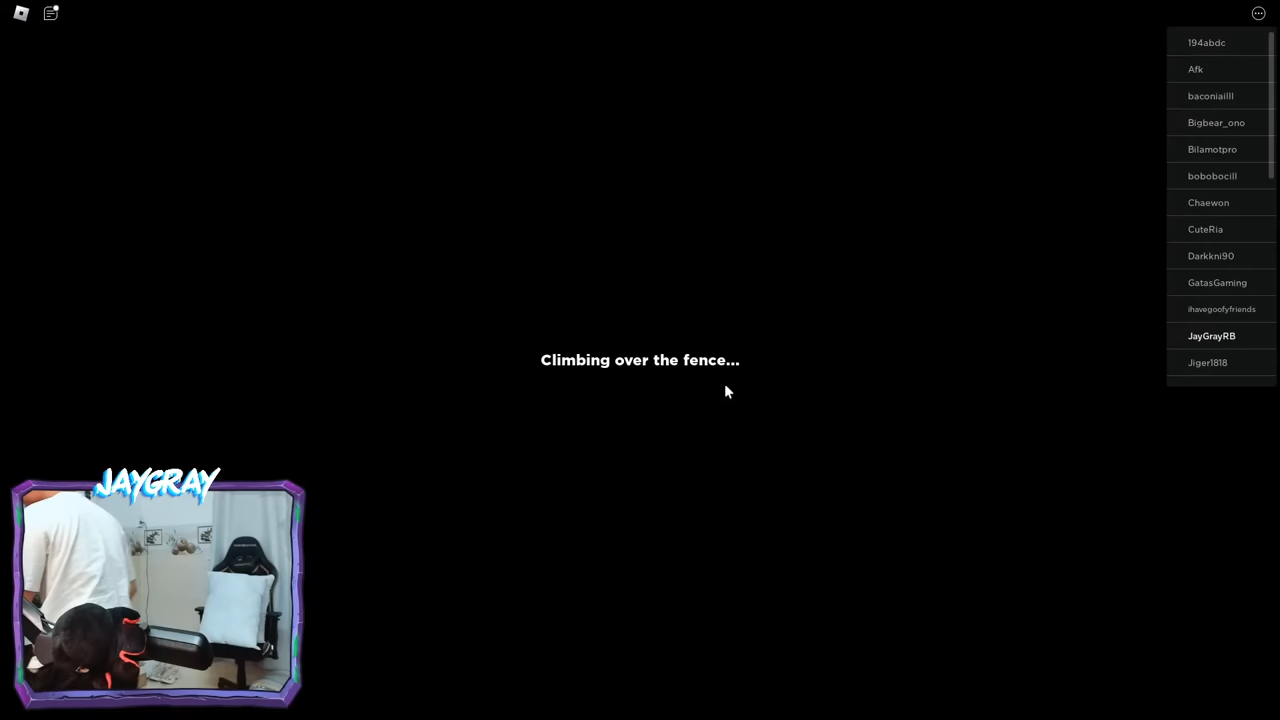 194abdc
Afk
baconiailll
Bigbear_ono
Bilamotpro
bobobocill
Chaewon
CuteRia
Darkkni90
GatasGaming
ihavegoofyfriends
JayGrayRB
Jiger1818
Climbing over the fence...
JAYGRAY